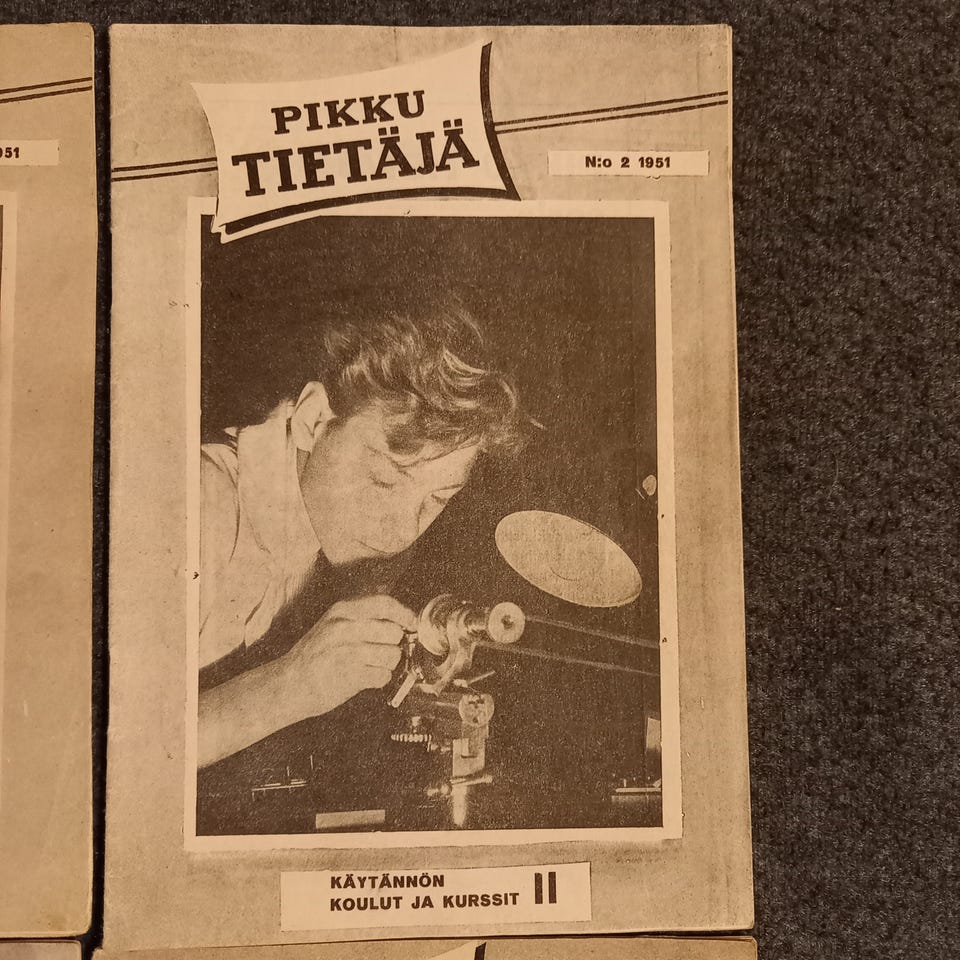 PIKKU
TIETÄJÄ
N:o 2 1951
KÄYTÄNNÖN
KOULUT JA KURSSIT II